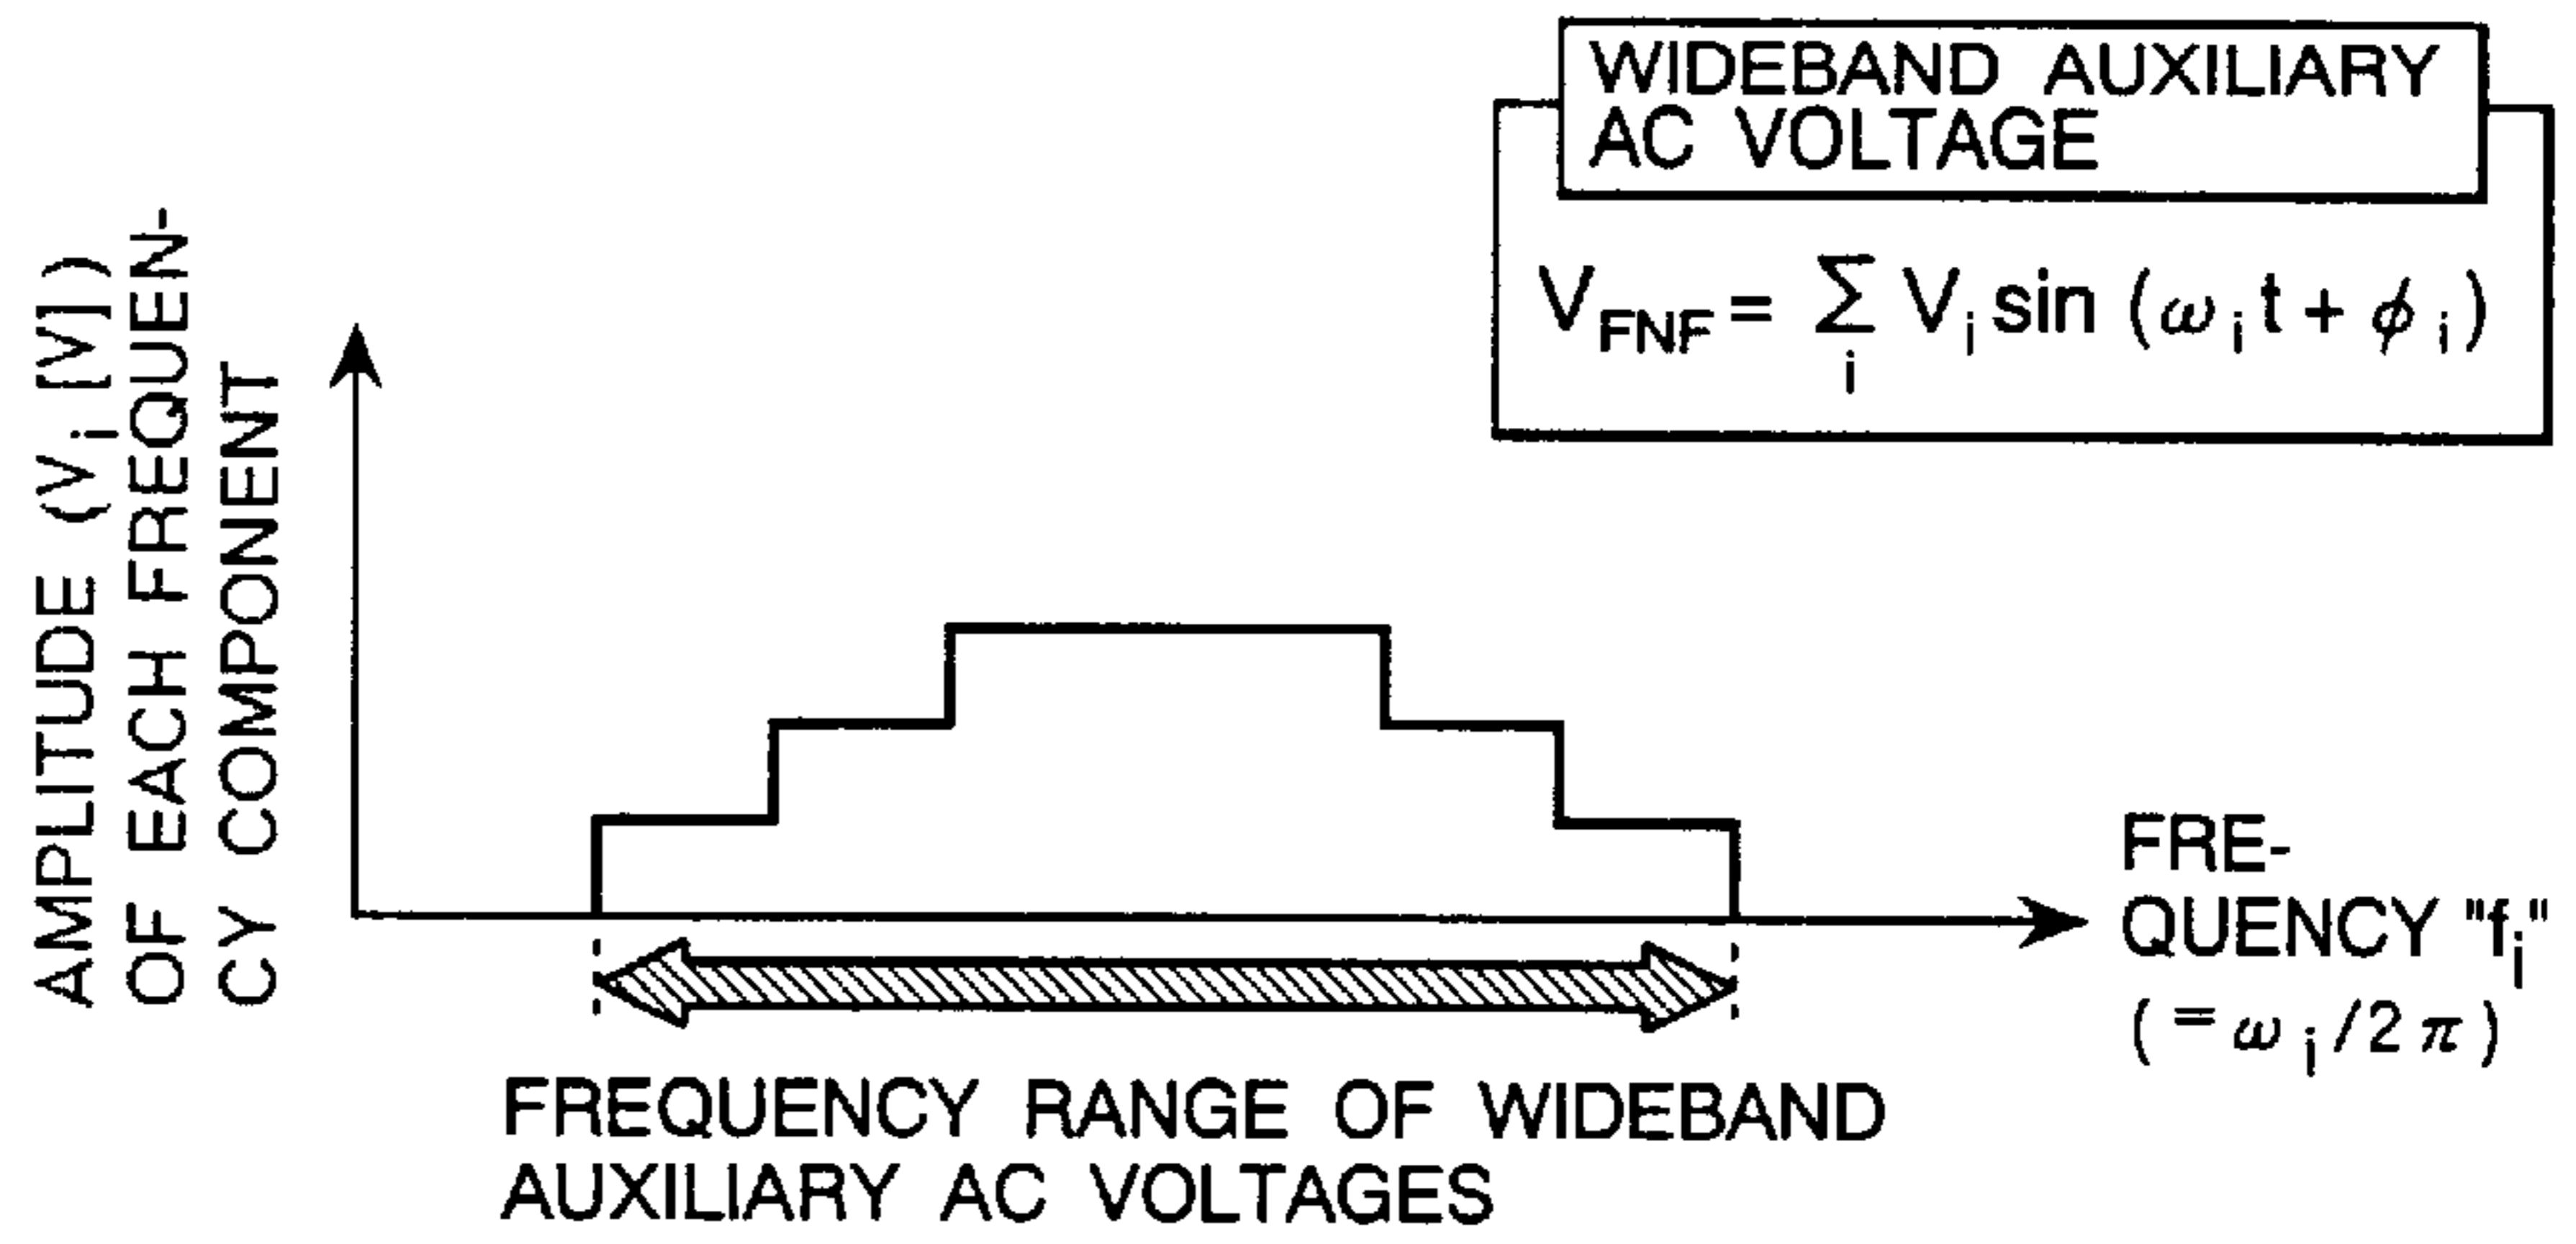 WIDEBAND AUXILIARY
AC VOLTAGE
V_FNF = Σ_i V_i sin (ω_i t + φ_i)
AMPLITUDE (V_i [V])
OF EACH FREQUEN-
CY COMPONENT
FRE-
QUENCY "f_i"
(=ω_i/2π)
FREQUENCY RANGE OF WIDEBAND
AUXILIARY AC VOLTAGES